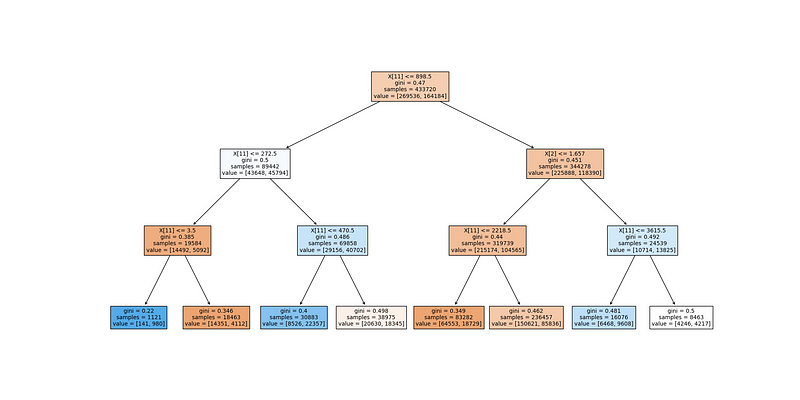 X[11] <= 898.5
gini = 0.47
samples = 433720
value = [269536, 164184]
X[11] <= 272.5
gini = 0.5
samples = 89442
value = [43648, 45794]
X[2] <= 1.657
gini = 0.451
samples = 344278
value = [225888, 118390]
X[11] <= 3.5
gini = 0.385
samples = 19584
value = [14492, 5092]
X[11] <= 470.5
gini = 0.486
samples = 69858
value = [29156, 40702]
X[11] <= 2218.5
gini = 0.44
samples = 319739
value = [215174, 104565]
X[11] <= 3615.5
gini = 0.492
samples = 24539
value = [10714, 13825]
gini = 0.22
samples = 1121
value = [141, 980]
gini = 0.346
samples = 18463
value = [14351, 4112]
gini = 0.4
samples = 30883
value = [8526, 22357]
gini = 0.498
samples = 38975
value = [20630, 18345]
gini = 0.349
samples = 83282
value = [64553, 18729]
gini = 0.462
samples = 236457
value = [150621, 85836]
gini = 0.481
samples = 16076
value = [6468, 9608]
gini = 0.5
samples = 8463
value = [4246, 4217]